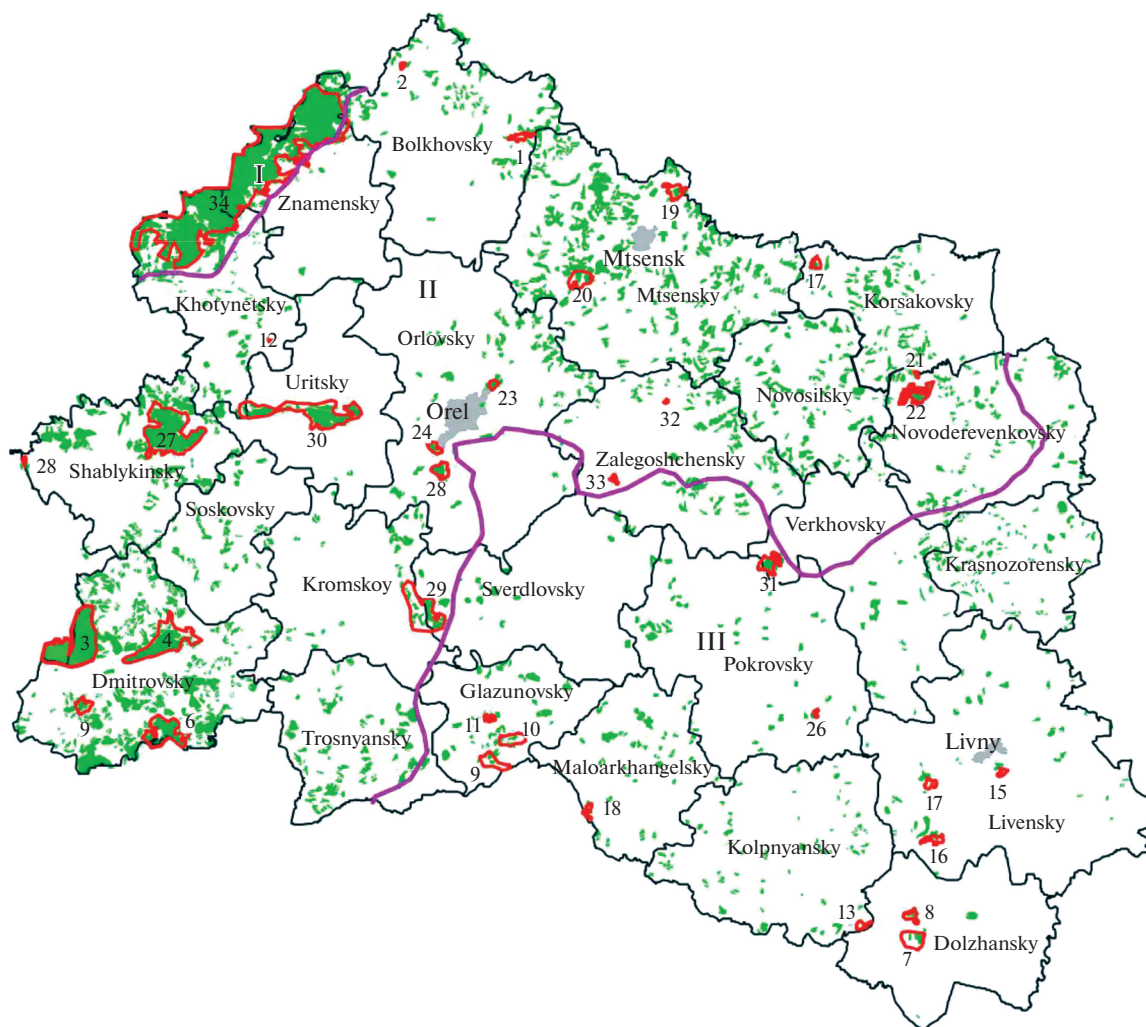 2
Bolkhovsky
1
I
34
Znamensky
19
Mtsensk
II
20
Mtsensky
17
Korsakovsky
Khotynetsky
12
Orlovsky
Uritsky
21
23
32
Novosilsky
22
Orel
30
27
24
Novoderevenkovsky
28
Shablykinsky
28
Zalegoshchensky
33
Soskovsky
Verkhovsky
Kromskoy
29
Sverdlovsky
31
Krasnozorensky
3
4
III
Pokrovsky
Dmitrovsky
Glazunovsky
9
6
11
10
26
Trosnyansky
Livny
9
Maloarkhangelsky
17
15
18
Livensky
Kolpnyansky
16
13
8
Dolzhansky
7